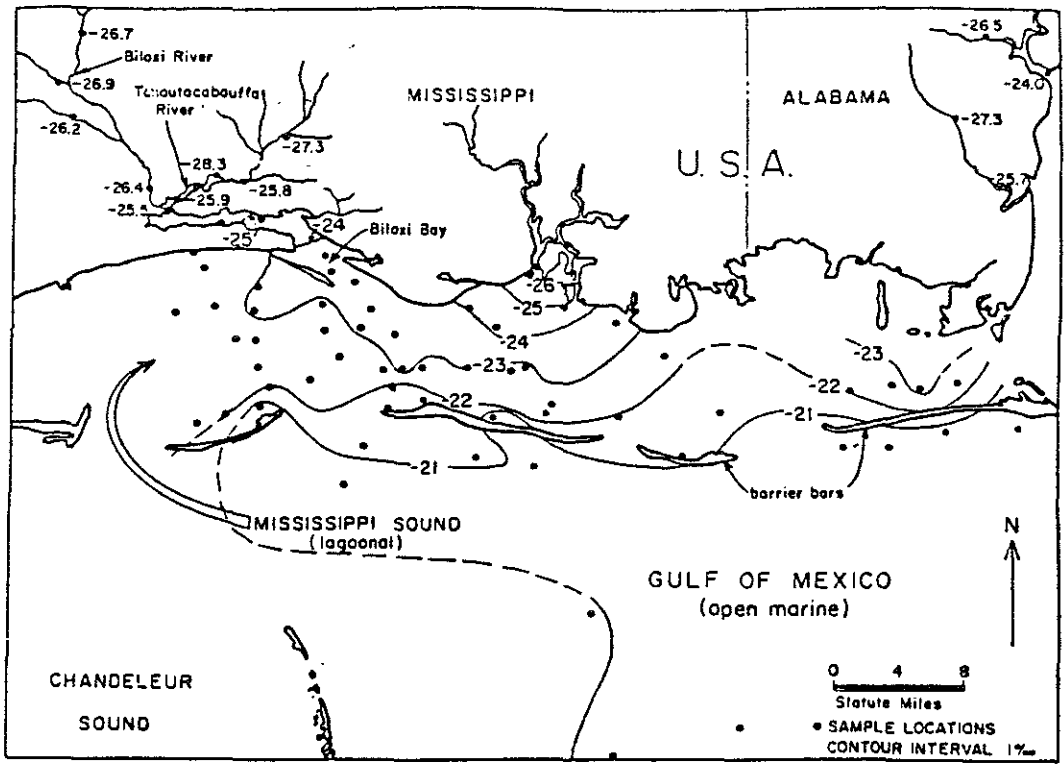 -26.7
Biloxi River
-26.9
-26.2
Tchoutacabouffa
River
-27.3
-28.3
-26.4
-25.8
-25.9
-25.5
-25
-24
Biloxi Bay
MISSISSIPPI
ALABAMA
U.S.A.
-26.5
-24.0
-27.3
-25.7
-26
-25
-24
-23
-23
-22
-22
-21
-21
barrier bars
MISSISSIPPI SOUND
(lagoonal)
GULF OF MEXICO
(open marine)
N
CHANDELEUR
SOUND
0 4 8
Statute Miles
• SAMPLE LOCATIONS
CONTOUR INTERVAL 1‰